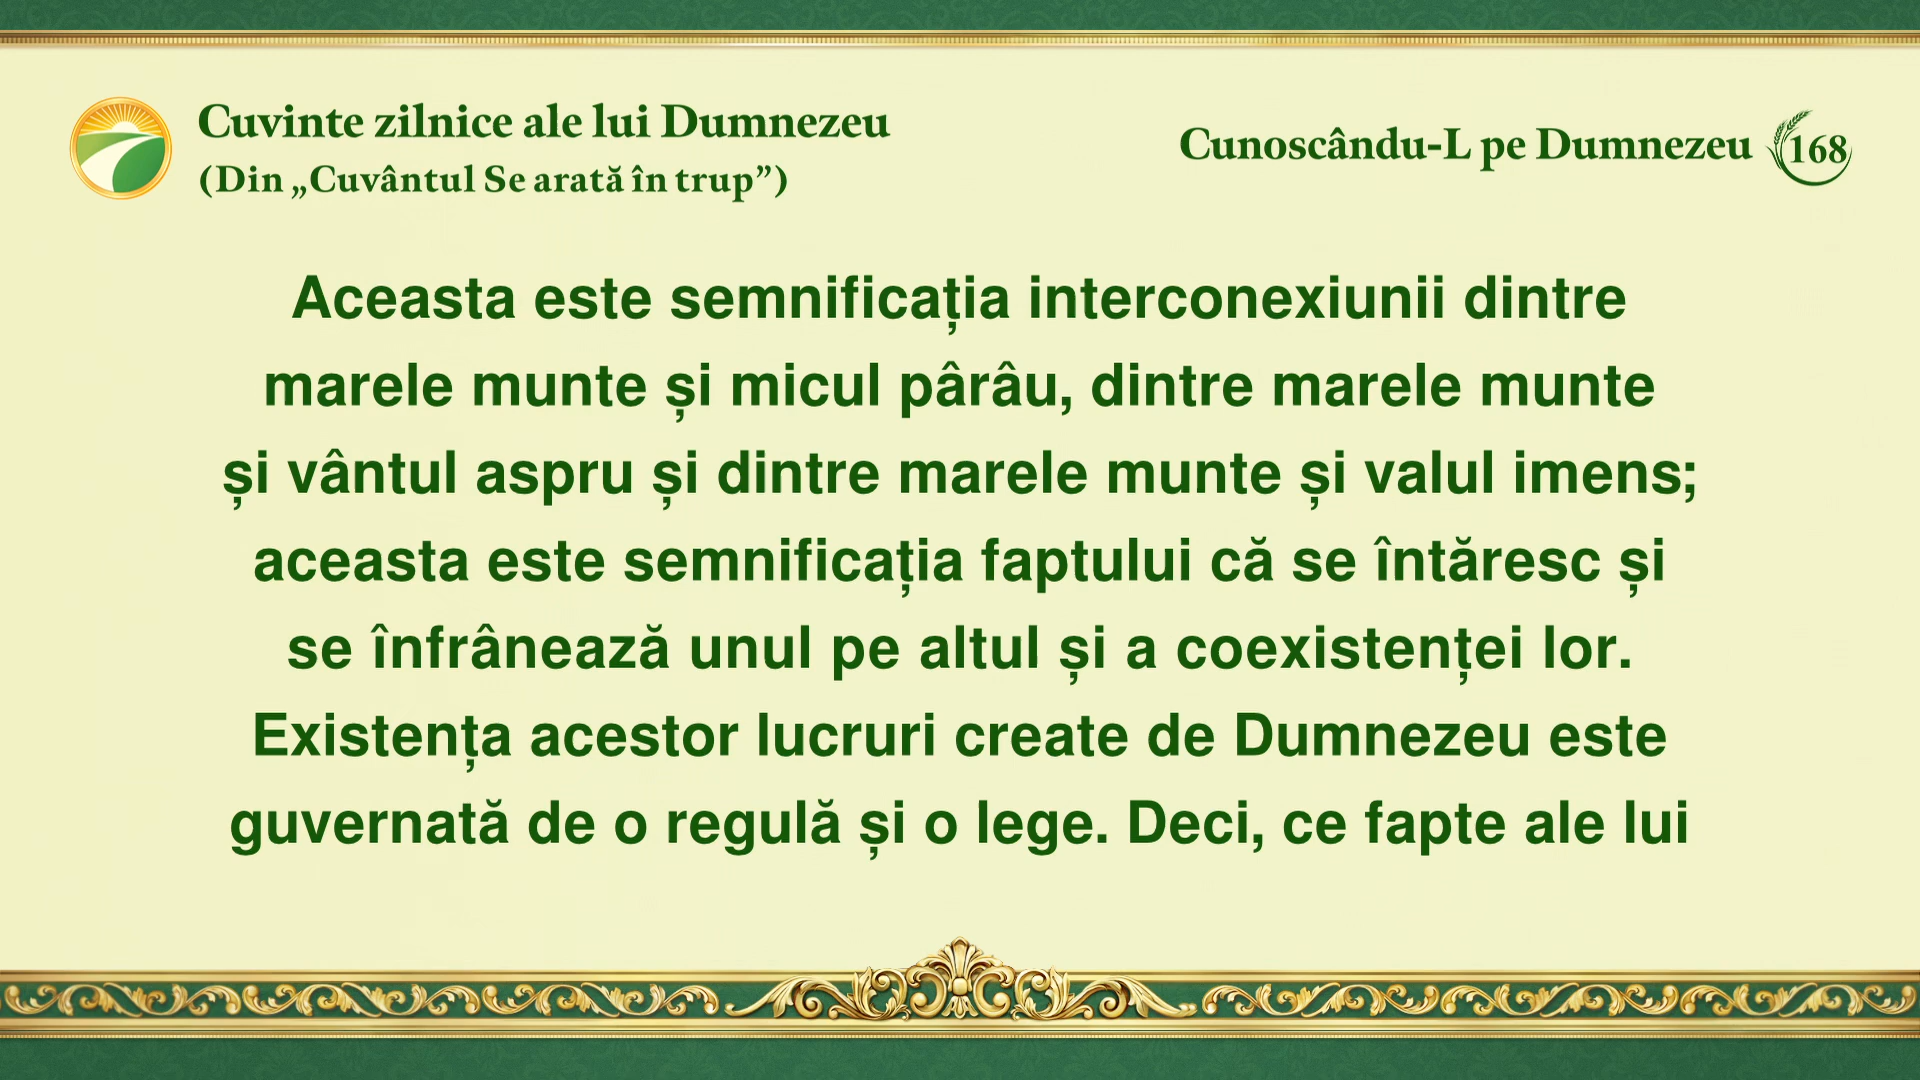 Cuvinte zilnice ale lui Dumnezeu
(Din „Cuvântul Se arată în trup”)
Cunoscându-L pe Dumnezeu 168
Aceasta este semnificația interconexiunii dintre
marele munte și micul pârâu, dintre marele munte
și vântul aspru și dintre marele munte și valul imens;
aceasta este semnificația faptului că se întăresc și
se înfrânează unul pe altul și a coexistenței lor.
Existența acestor lucruri create de Dumnezeu este
guvernată de o regulă și o lege. Deci, ce fapte ale lui